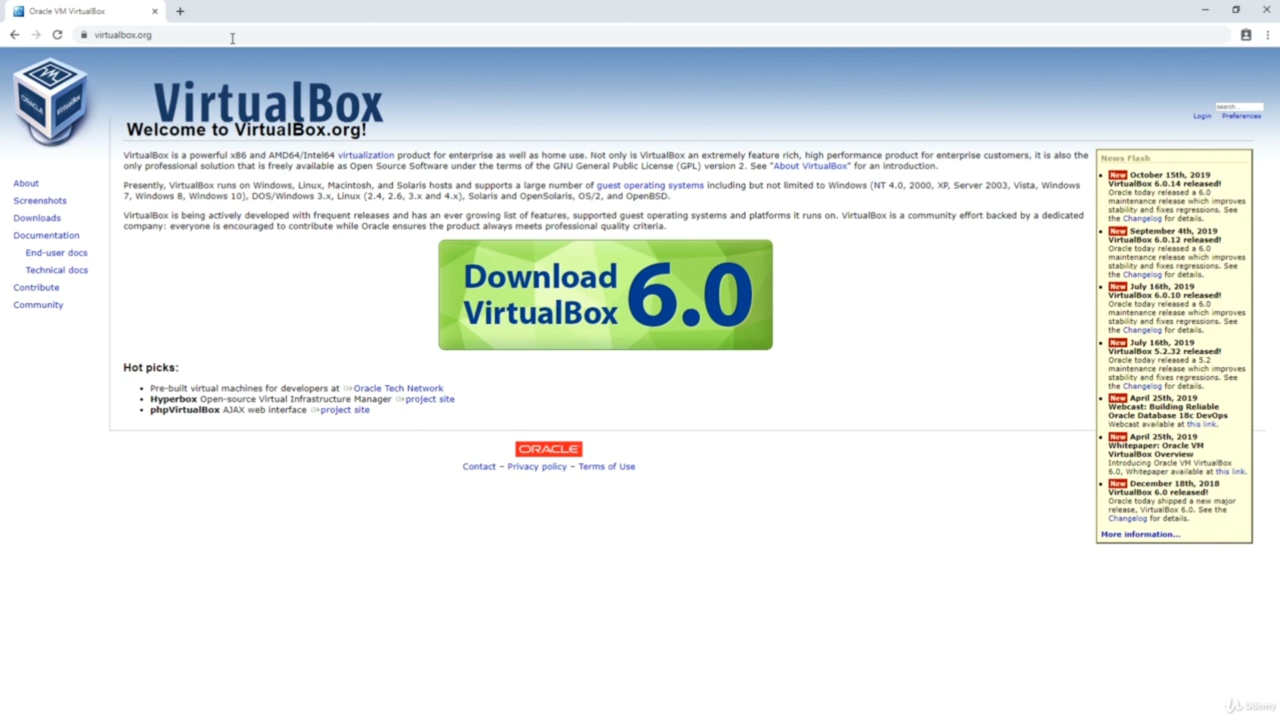 Oracle VM VirtualBox
virtualbox.org
ORACLE
VirtualBox
VirtualBox
search...
Login Preferences
Welcome to VirtualBox.org!
VirtualBox is a powerful x86 and AMD64/Intel64 virtualization product for enterprise as well as home use. Not only is VirtualBox an extremely feature rich, high performance product for enterprise customers, it is also the
only professional solution that is freely available as Open Source Software under the terms of the GNU General Public License (GPL) version 2. See "About VirtualBox" for an introduction.
Presently, VirtualBox runs on Windows, Linux, Macintosh, and Solaris hosts and supports a large number of guest operating systems including but not limited to Windows (NT 4.0, 2000, XP, Server 2003, Vista, Windows
7, Windows 8, Windows 10), DOS/Windows 3.x, Linux (2.4, 2.6, 3.x and 4.x), Solaris and OpenSolaris, OS/2, and OpenBSD.
VirtualBox is being actively developed with frequent releases and has an ever growing list of features, supported guest operating systems and platforms it runs on. VirtualBox is a community effort backed by a dedicated
company: everyone is encouraged to contribute while Oracle ensures the product always meets professional quality criteria.
About
Screenshots
Downloads
Documentation
End-user docs
Technical docs
Contribute
Community
Download
VirtualBox 6.0
Hot picks:
• Pre-built virtual machines for developers at Oracle Tech Network
• Hyperbox Open-source Virtual Infrastructure Manager project site
• phpVirtualBox AJAX web interface project site
ORACLE
Contact – Privacy policy – Terms of Use
News Flash
• New October 15th, 2019
VirtualBox 6.0.14 released!
Oracle today released a 6.0
maintenance release which improves
stability and fixes regressions. See
the Changelog for details.
• New September 4th, 2019
VirtualBox 6.0.12 released!
Oracle today released a 6.0
maintenance release which improves
stability and fixes regressions. See
the Changelog for details.
• New July 16th, 2019
VirtualBox 6.0.10 released!
Oracle today released a 6.0
maintenance release which improves
stability and fixes regressions. See
the Changelog for details.
• New July 16th, 2019
VirtualBox 5.2.32 released!
Oracle today released a 5.2
maintenance release which improves
stability and fixes regressions. See
the Changelog for details.
• New April 25th, 2019
Webcast: Building Reliable
Oracle Database 18c DevOps
Webcast available at this link.
• New April 25th, 2019
Whitepaper: Oracle VM
VirtualBox Overview
Introducing Oracle VM VirtualBox
6.0, Whitepaper available at this link.
• New December 18th, 2018
VirtualBox 6.0 released!
Oracle today shipped a new major
release, VirtualBox 6.0. See the
Changelog for details.
More information...
Udemy